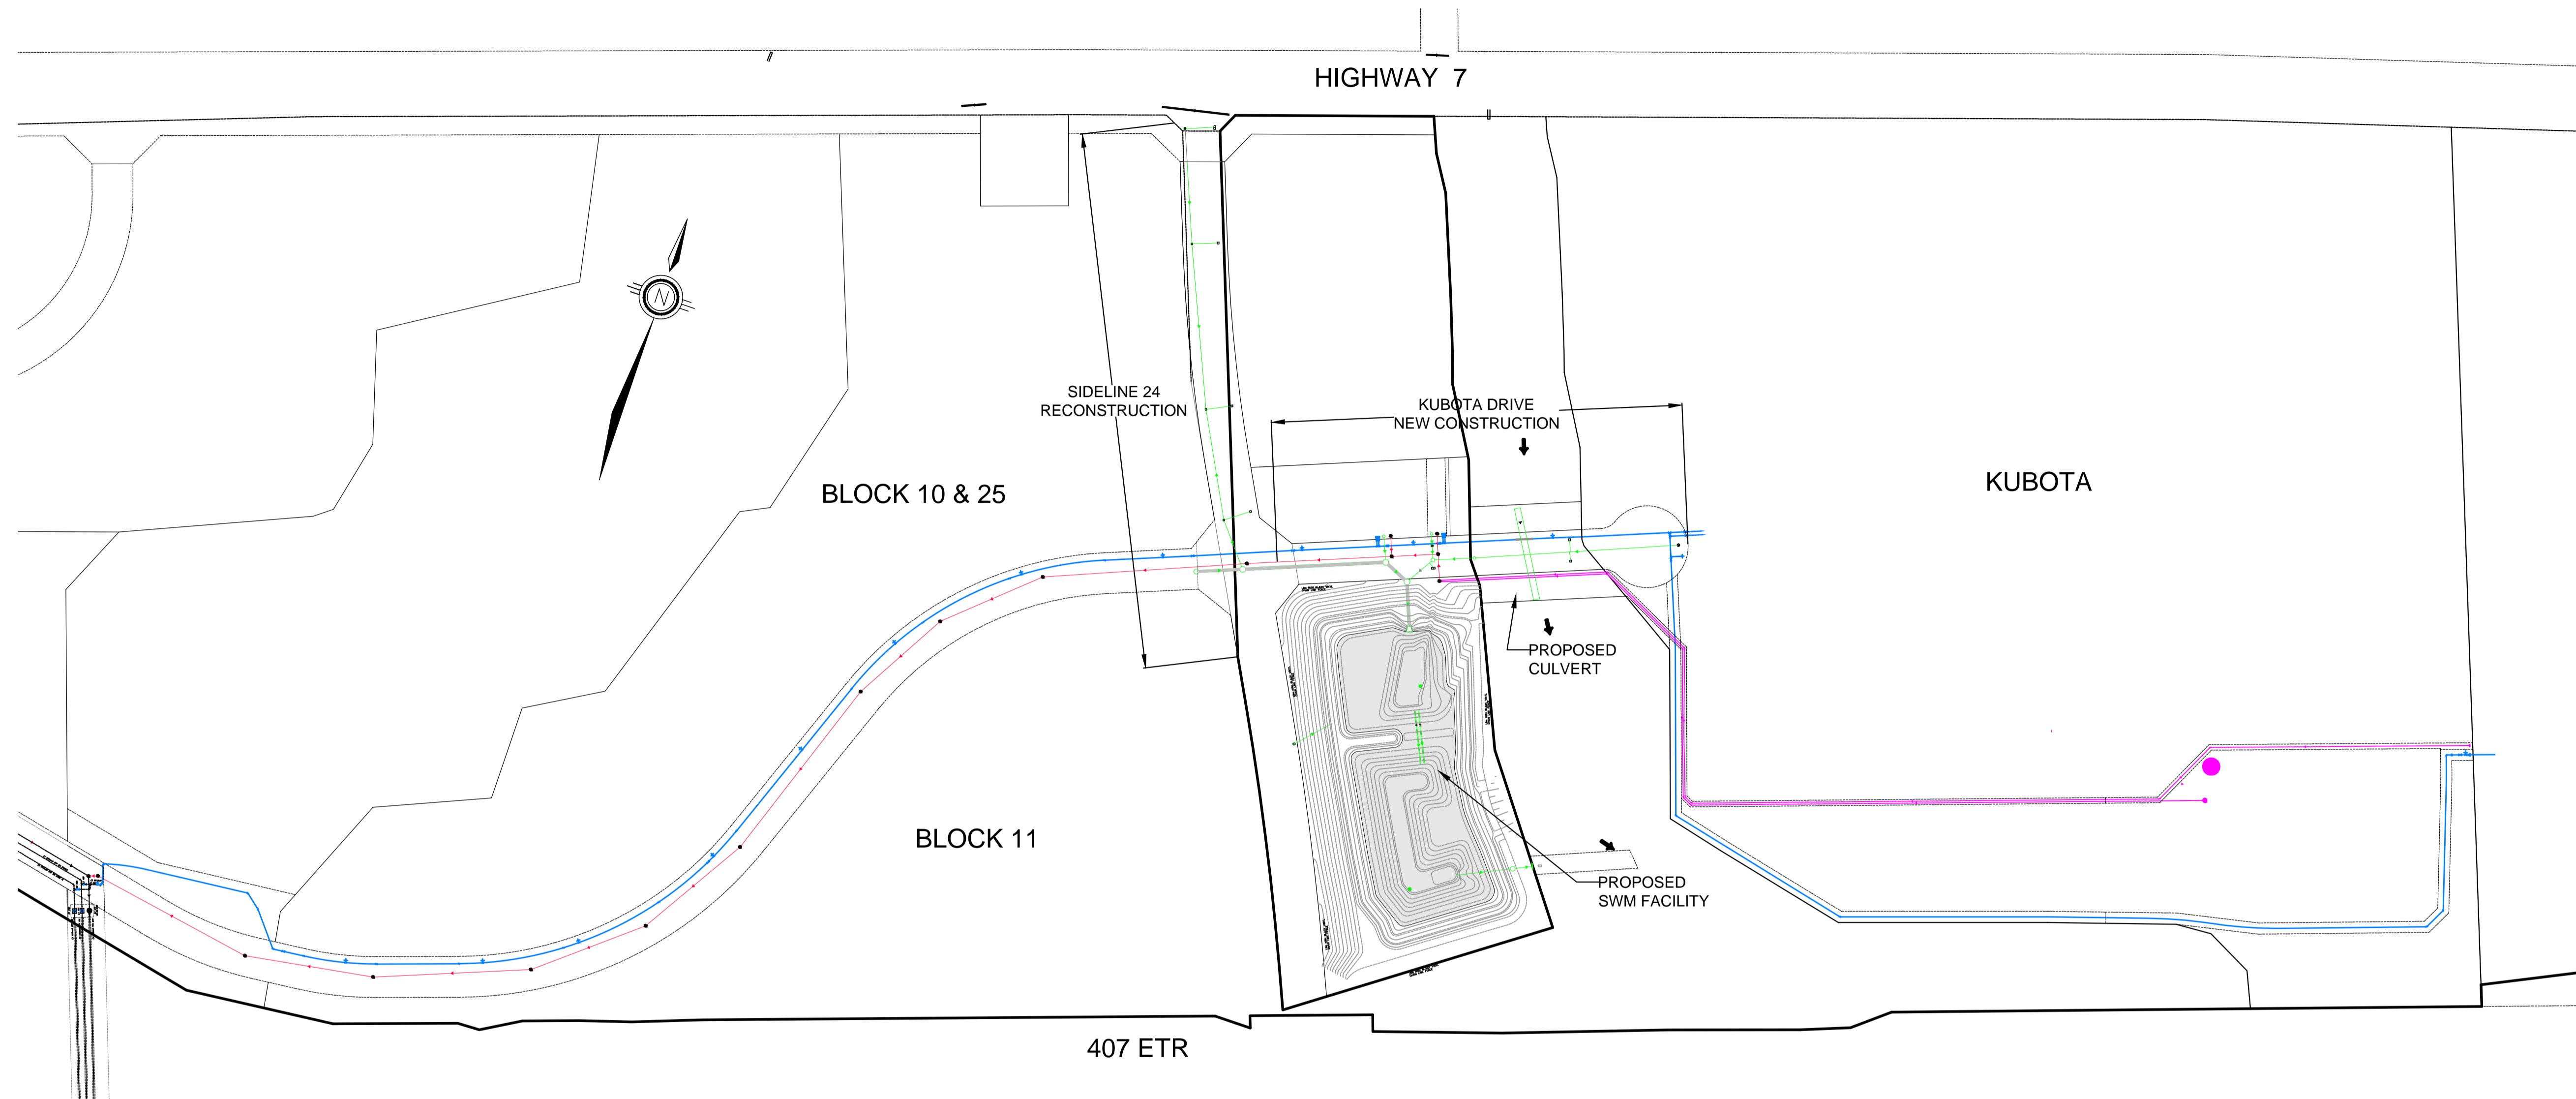 HIGHWAY 7
N
SIDELINE 24
RECONSTRUCTION
KUBOTA DRIVE
NEW CONSTRUCTION
BLOCK 10 & 25
KUBOTA
PROPOSED
CULVERT
BLOCK 11
PROPOSED
SWM FACILITY
407 ETR